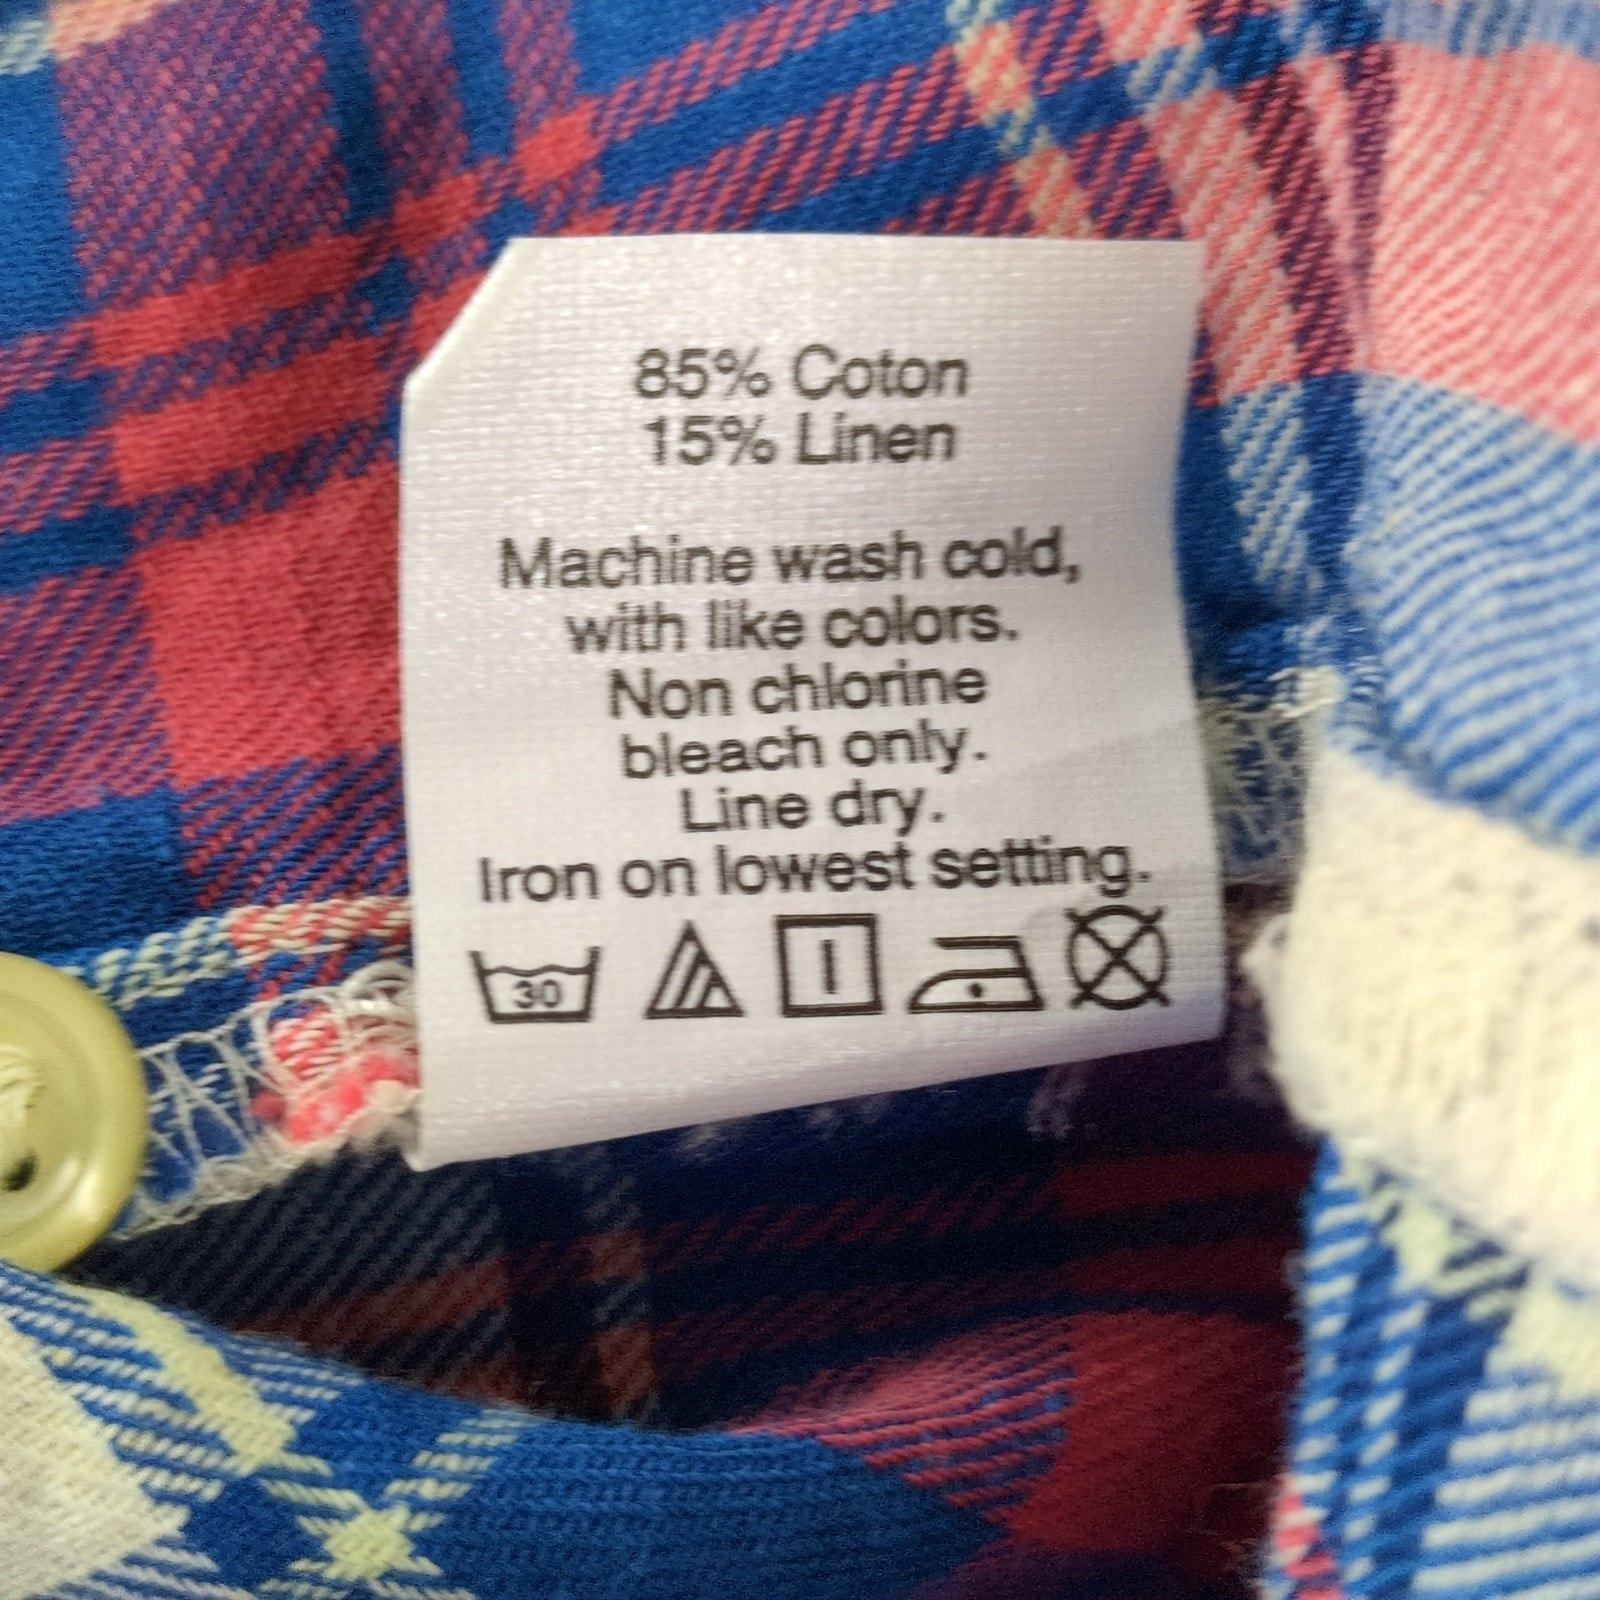 85% Coton
15% Linen
Machine wash cold,
with like colors.
Non chlorine
bleach only.
Line dry.
Iron on lowest setting.
30